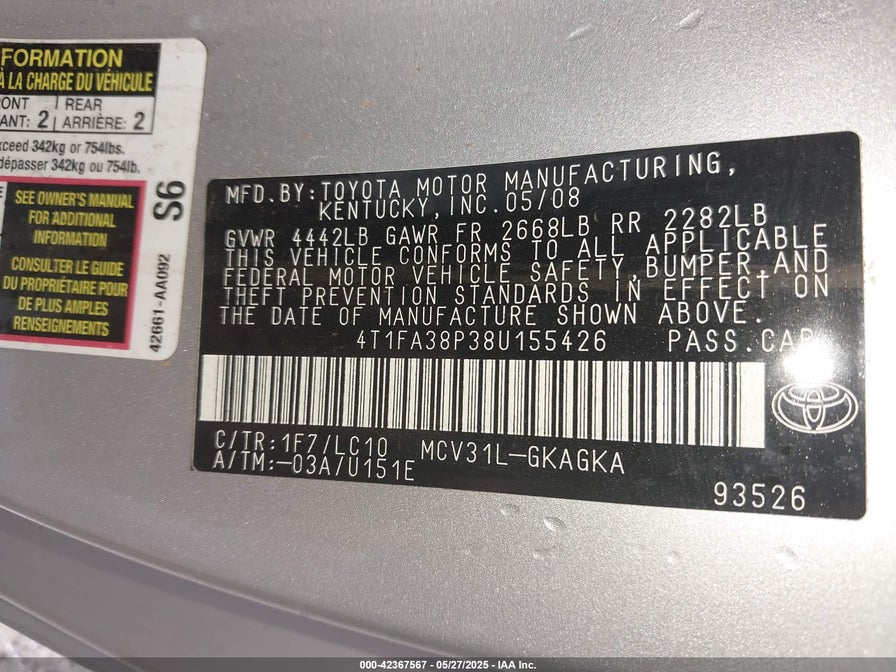 FORMATION
À LA CHARGE DU VÉHICULE
REAR
2 ARRIÈRE: 2
342kg or 754lbs.
dépasser 342kg ou 754lb.
SEE OWNER'S MANUAL
FOR ADDITIONAL
INFORMATION
CONSULTER LE GUIDE
DU PROPRIÉTAIRE POUR
DE PLUS AMPLES
RENSEIGNEMENTS
S6
42661-AA092
MFD.BY:TOYOTA MOTOR MANUFACTURING,
KENTUCKY,INC.05/08
GVWR 4442LB GAWR FR 2668LB RR 2282LB
THIS VEHICLE CONFORMS TO ALL APPLICABLE
FEDERAL MOTOR VEHICLE SAFETY,BUMPER,AND
THEFT PREVENTION STANDARDS IN EFFECT ON
THE DATE OF MANUFACTURE SHOWN ABOVE.
4T1FA38P38U155426 PASS.CAR
C/TR:1F7/LC10 MCV31L-GKAGKA
A/TM:-03A/U151E
93526
000-42367567 - 05/27/2025 - IAA Inc.